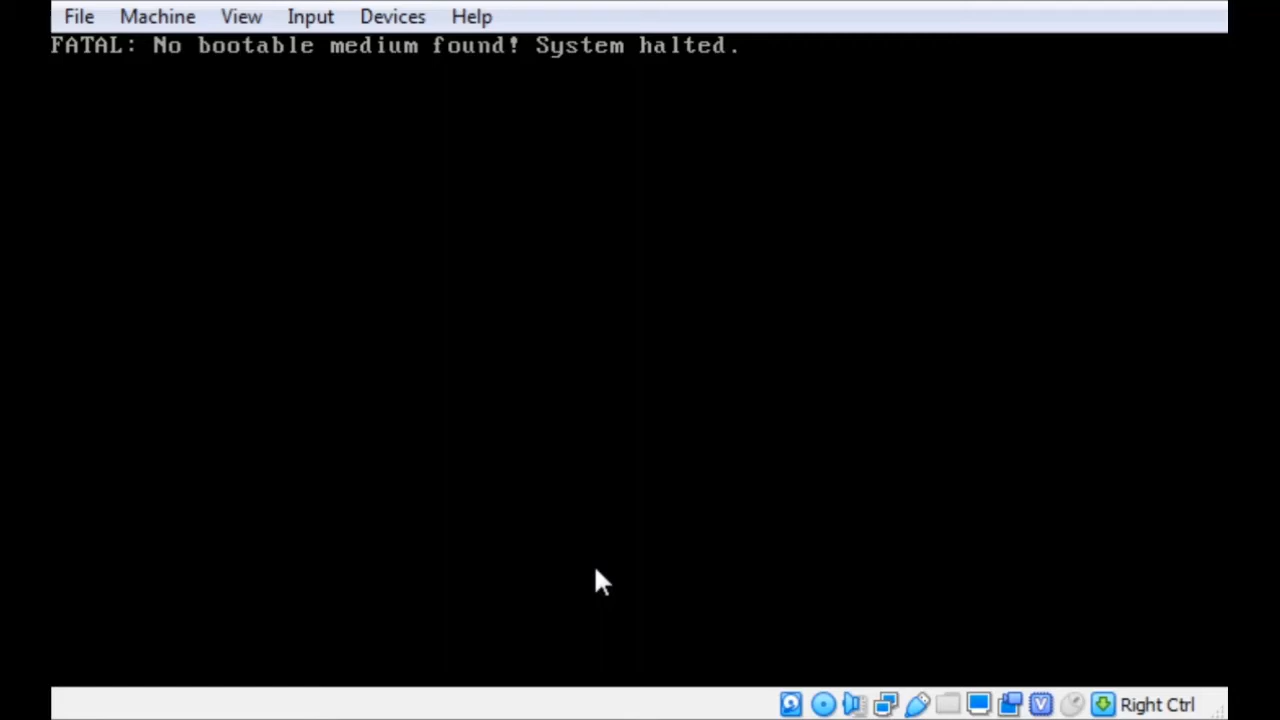 File Machine View Input Devices Help
FATAL: No bootable medium found! System halted.
Right Ctrl